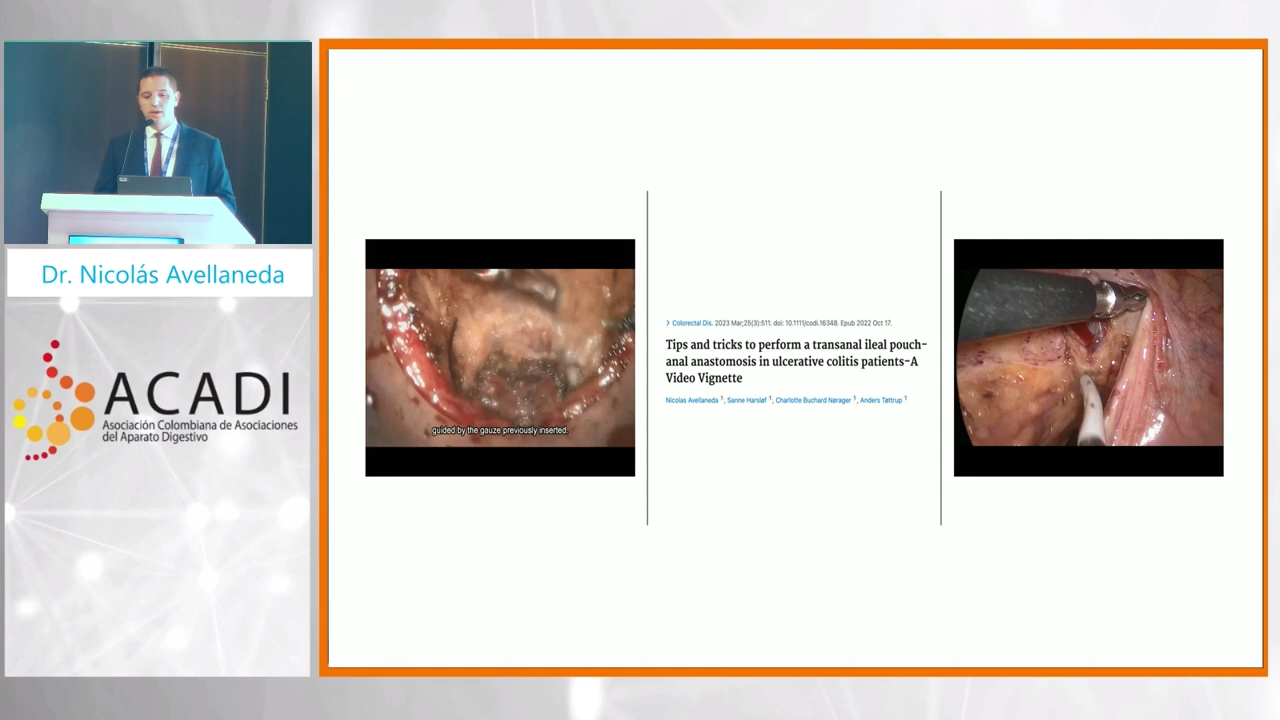 Dr. Nicolás Avellaneda
ACADI
Asociación Colombiana de Asociaciones
del Aparato Digestivo
guided by the gauze previously inserted.
Colorectal Dis. 2023 Mar;25(3):511. doi: 10.1111/codi.16348. Epub 2022 Oct 17.
Tips and tricks to perform a transanal ileal pouch-
anal anastomosis in ulcerative colitis patients-A
Video Vignette
Nicolas Avellaneda 1, Sanne Harsløf 1, Charlotte Buchard Nørager 1, Anders Tøttrup 1